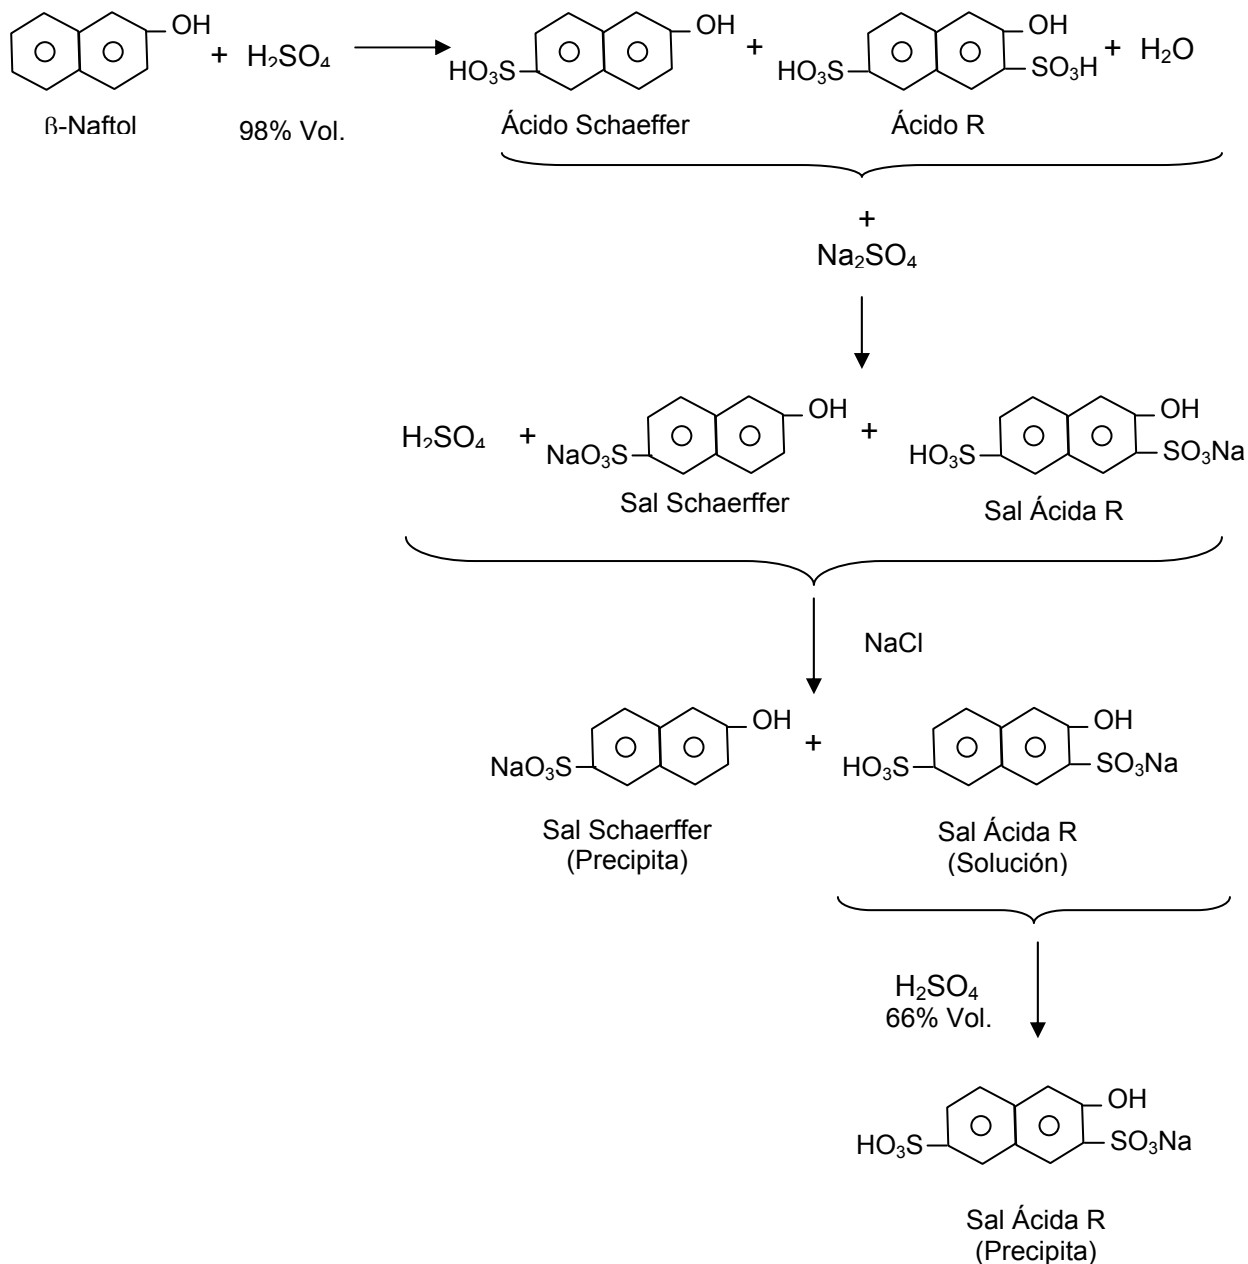 OH + H₂SO₄ HO₃S OH + HO₃S OH SO₃H + H₂O
ß-Naftol 98% Vol. Ácido Schaeffer Ácido R
+
Na₂SO₄
H₂SO₄ + NaO₃S OH + HO₃S OH SO₃Na
Sal Schaerffer Sal Ácida R
NaCl
NaO₃S OH + HO₃S OH SO₃Na
Sal Schaerffer Sal Ácida R
(Precipita) (Solución)
H₂SO₄
66% Vol.
HO₃S OH SO₃Na
Sal Ácida R
(Precipita)